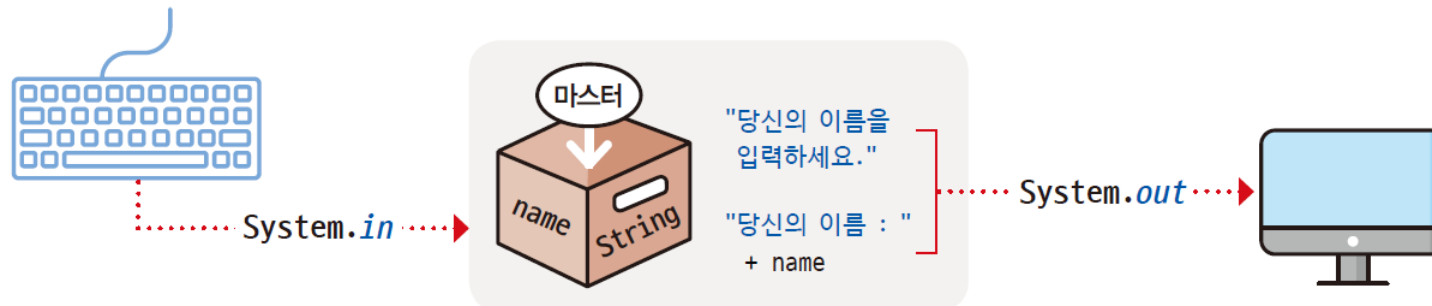 System.in
마스터
name
String
"당신의 이름을
입력하세요."
"당신의 이름 : "
+ name
System.out